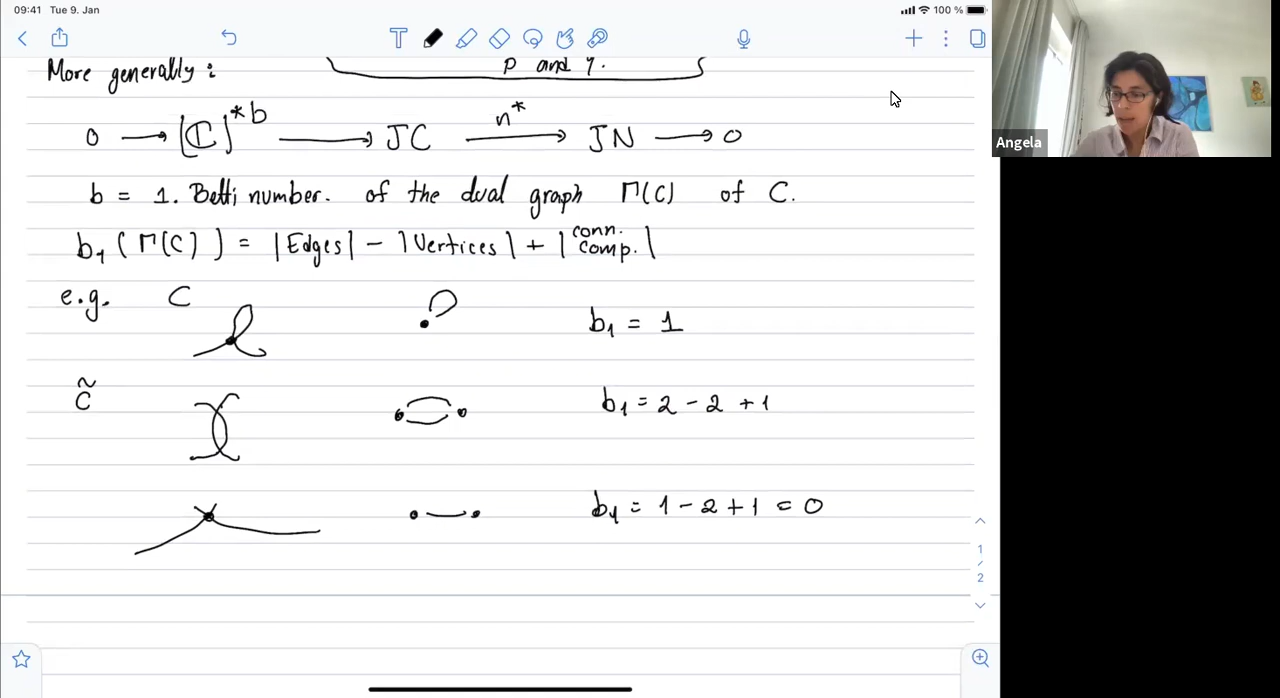 09:41 Tue 9. Jan 100 %
p and q.
More generally :
0 → [ℂ]^{*b} → JC →^{n*} JN → 0
b = 1. Betti number. of the dual graph Γ(C) of C.
b₁ ( Γ(C) ) = |Edges| - |Vertices| + |conn. comp.|
e.g. C b₁ = 1
C̃ b₁ = 2 - 2 + 1
b₁ = 1 - 2 + 1 = 0
1
/
2
Angela